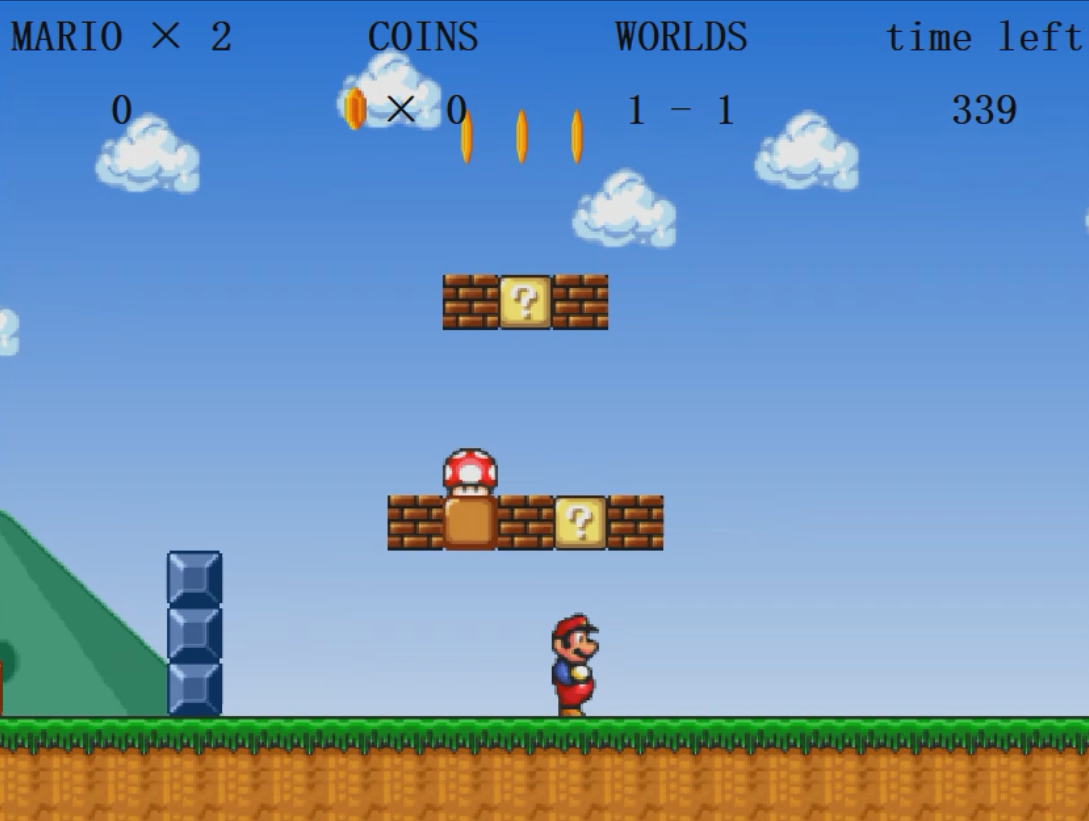 MARIO × 2 COINS WORLDS time left
0 × 0 1 - 1 339
?
?